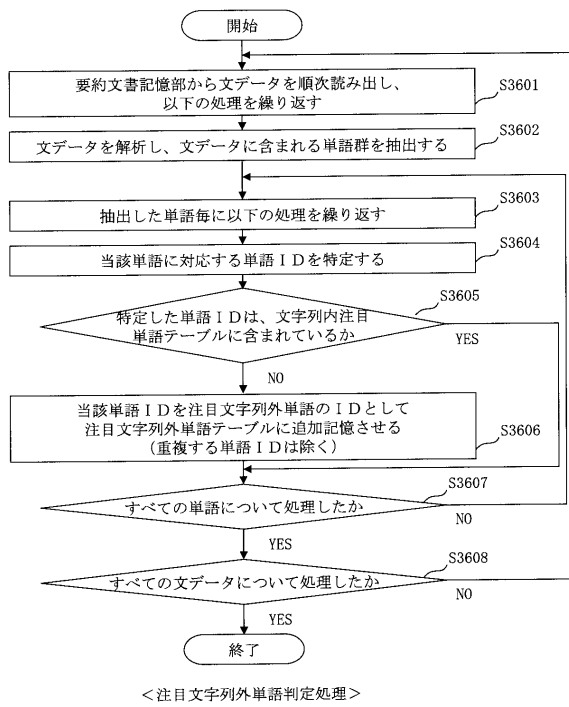 開始
要約文書記憶部から文データを順次読み出し、
以下の処理を繰り返す
S3601
文データを解析し、文データに含まれる単語群を抽出する
S3602
抽出した単語毎に以下の処理を繰り返す
S3603
当該単語に対応する単語ＩＤを特定する
S3604
特定した単語ＩＤは、文字列内注目
単語テーブルに含まれているか
S3605
YES
NO
当該単語ＩＤを注目文字列外単語のＩＤとして
注目文字列外単語テーブルに追加記憶させる
（重複する単語ＩＤは除く）
S3606
すべての単語について処理したか
S3607
NO
YES
すべての文データについて処理したか
S3608
NO
YES
終了
＜注目文字列外単語判定処理＞